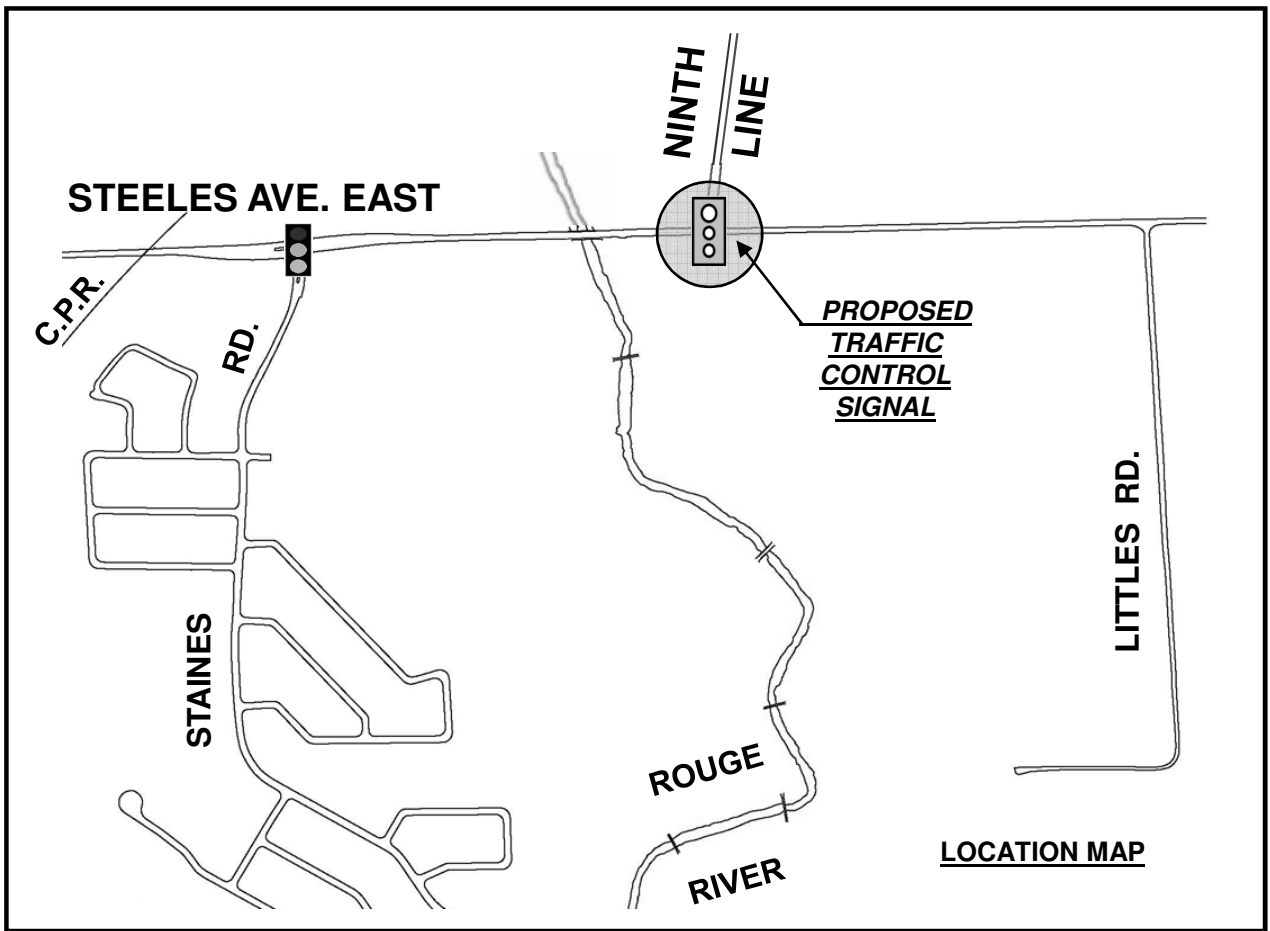 NINTH
LINE
STEELES AVE. EAST
C.P.R.
RD.
PROPOSED
TRAFFIC
CONTROL
SIGNAL
STAINES
LITTLES RD.
ROUGE
RIVER
LOCATION MAP